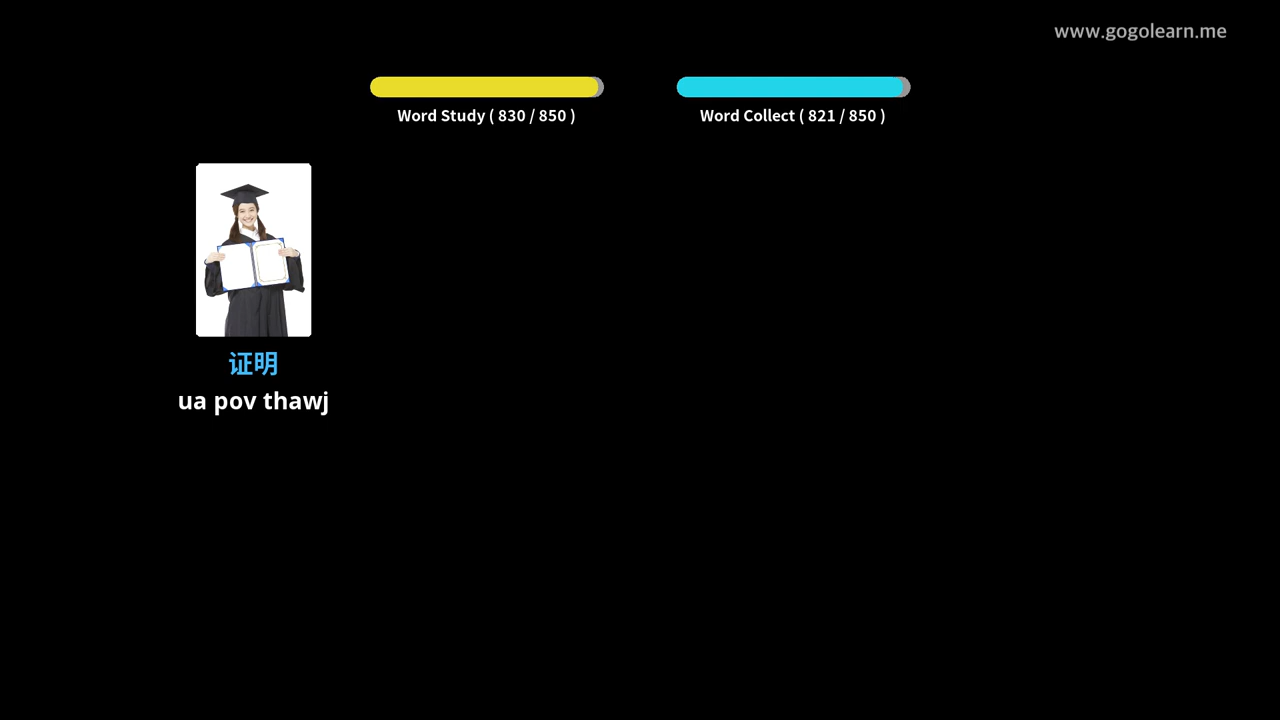 www.gogolearn.me
Word Study ( 830 / 850 )
Word Collect ( 821 / 850 )
证明
ua pov thawj